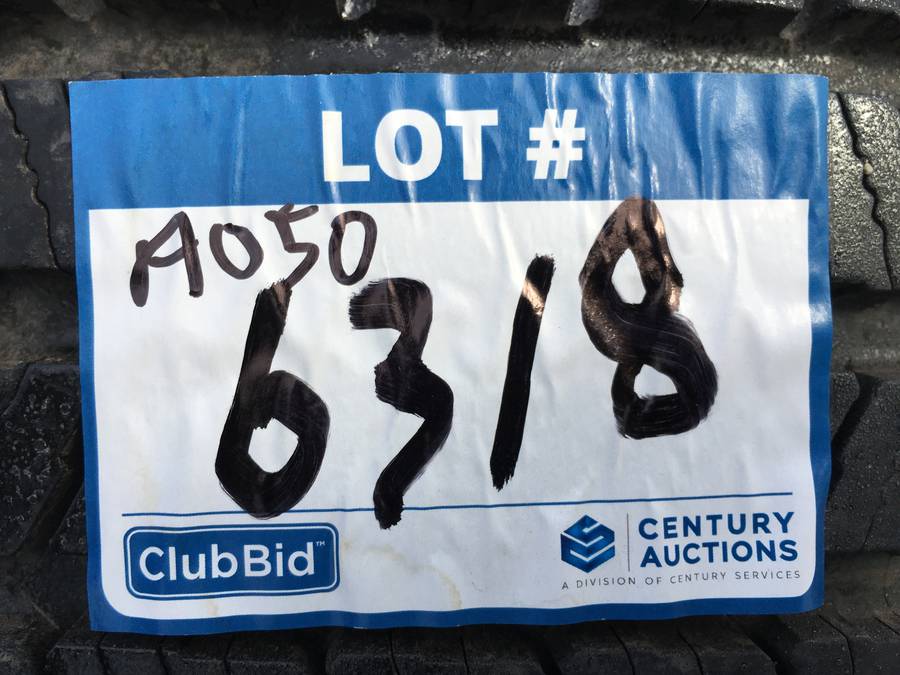 LOT #
A050
6318
ClubBid™
CENTURY
AUCTIONS
A DIVISION OF CENTURY SERVICES